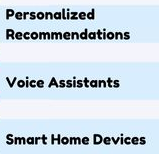 Personalized
Recommendations
Voice Assistants
Smart Home Devices